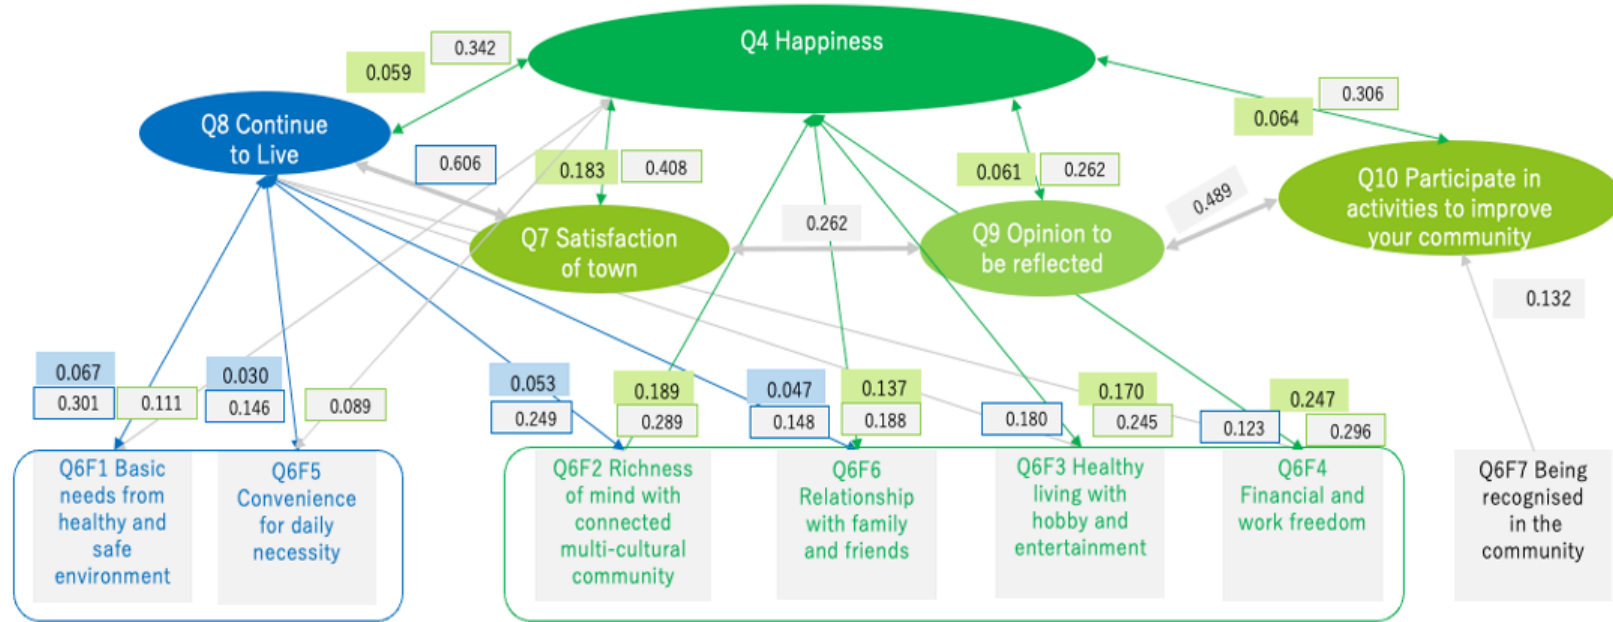 Q4 Happiness
0.342
0.059
0.306
0.064
Q8 Continue
to Live
0.606
0.183
0.408
0.061
0.262
Q10 Participate in
activities to improve
your community
0.489
Q7 Satisfaction
of town
0.262
Q9 Opinion to
be reflected
0.132
0.067
0.301
0.111
0.030
0.146
0.089
0.053
0.249
0.189
0.289
0.047
0.148
0.137
0.188
0.180
0.170
0.245
0.123
0.247
0.296
Q6F1 Basic
needs from
healthy and
safe
environment
Q6F5
Convenience
for daily
necessity
Q6F2 Richness
of mind with
connected
multi-cultural
community
Q6F6
Relationship
with family
and friends
Q6F3 Healthy
living with
hobby and
entertainment
Q6F4
Financial and
work freedom
Q6F7 Being
recognised
in the
community